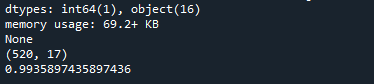 dtypes: int64(1), object(16)
memory usage: 69.2+ KB
None
(520, 17)
0.9935897435897436